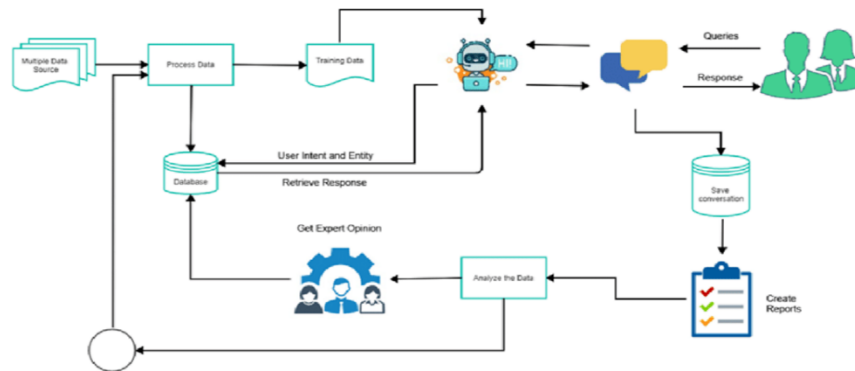 Multiple Data
Source
Process Data
Training Data
HI!
Queries
Response
User Intent and Entity
Database
Retrieve Response
Save
conversation
Get Expert Opinion
Analyze the Data
Create
Reports